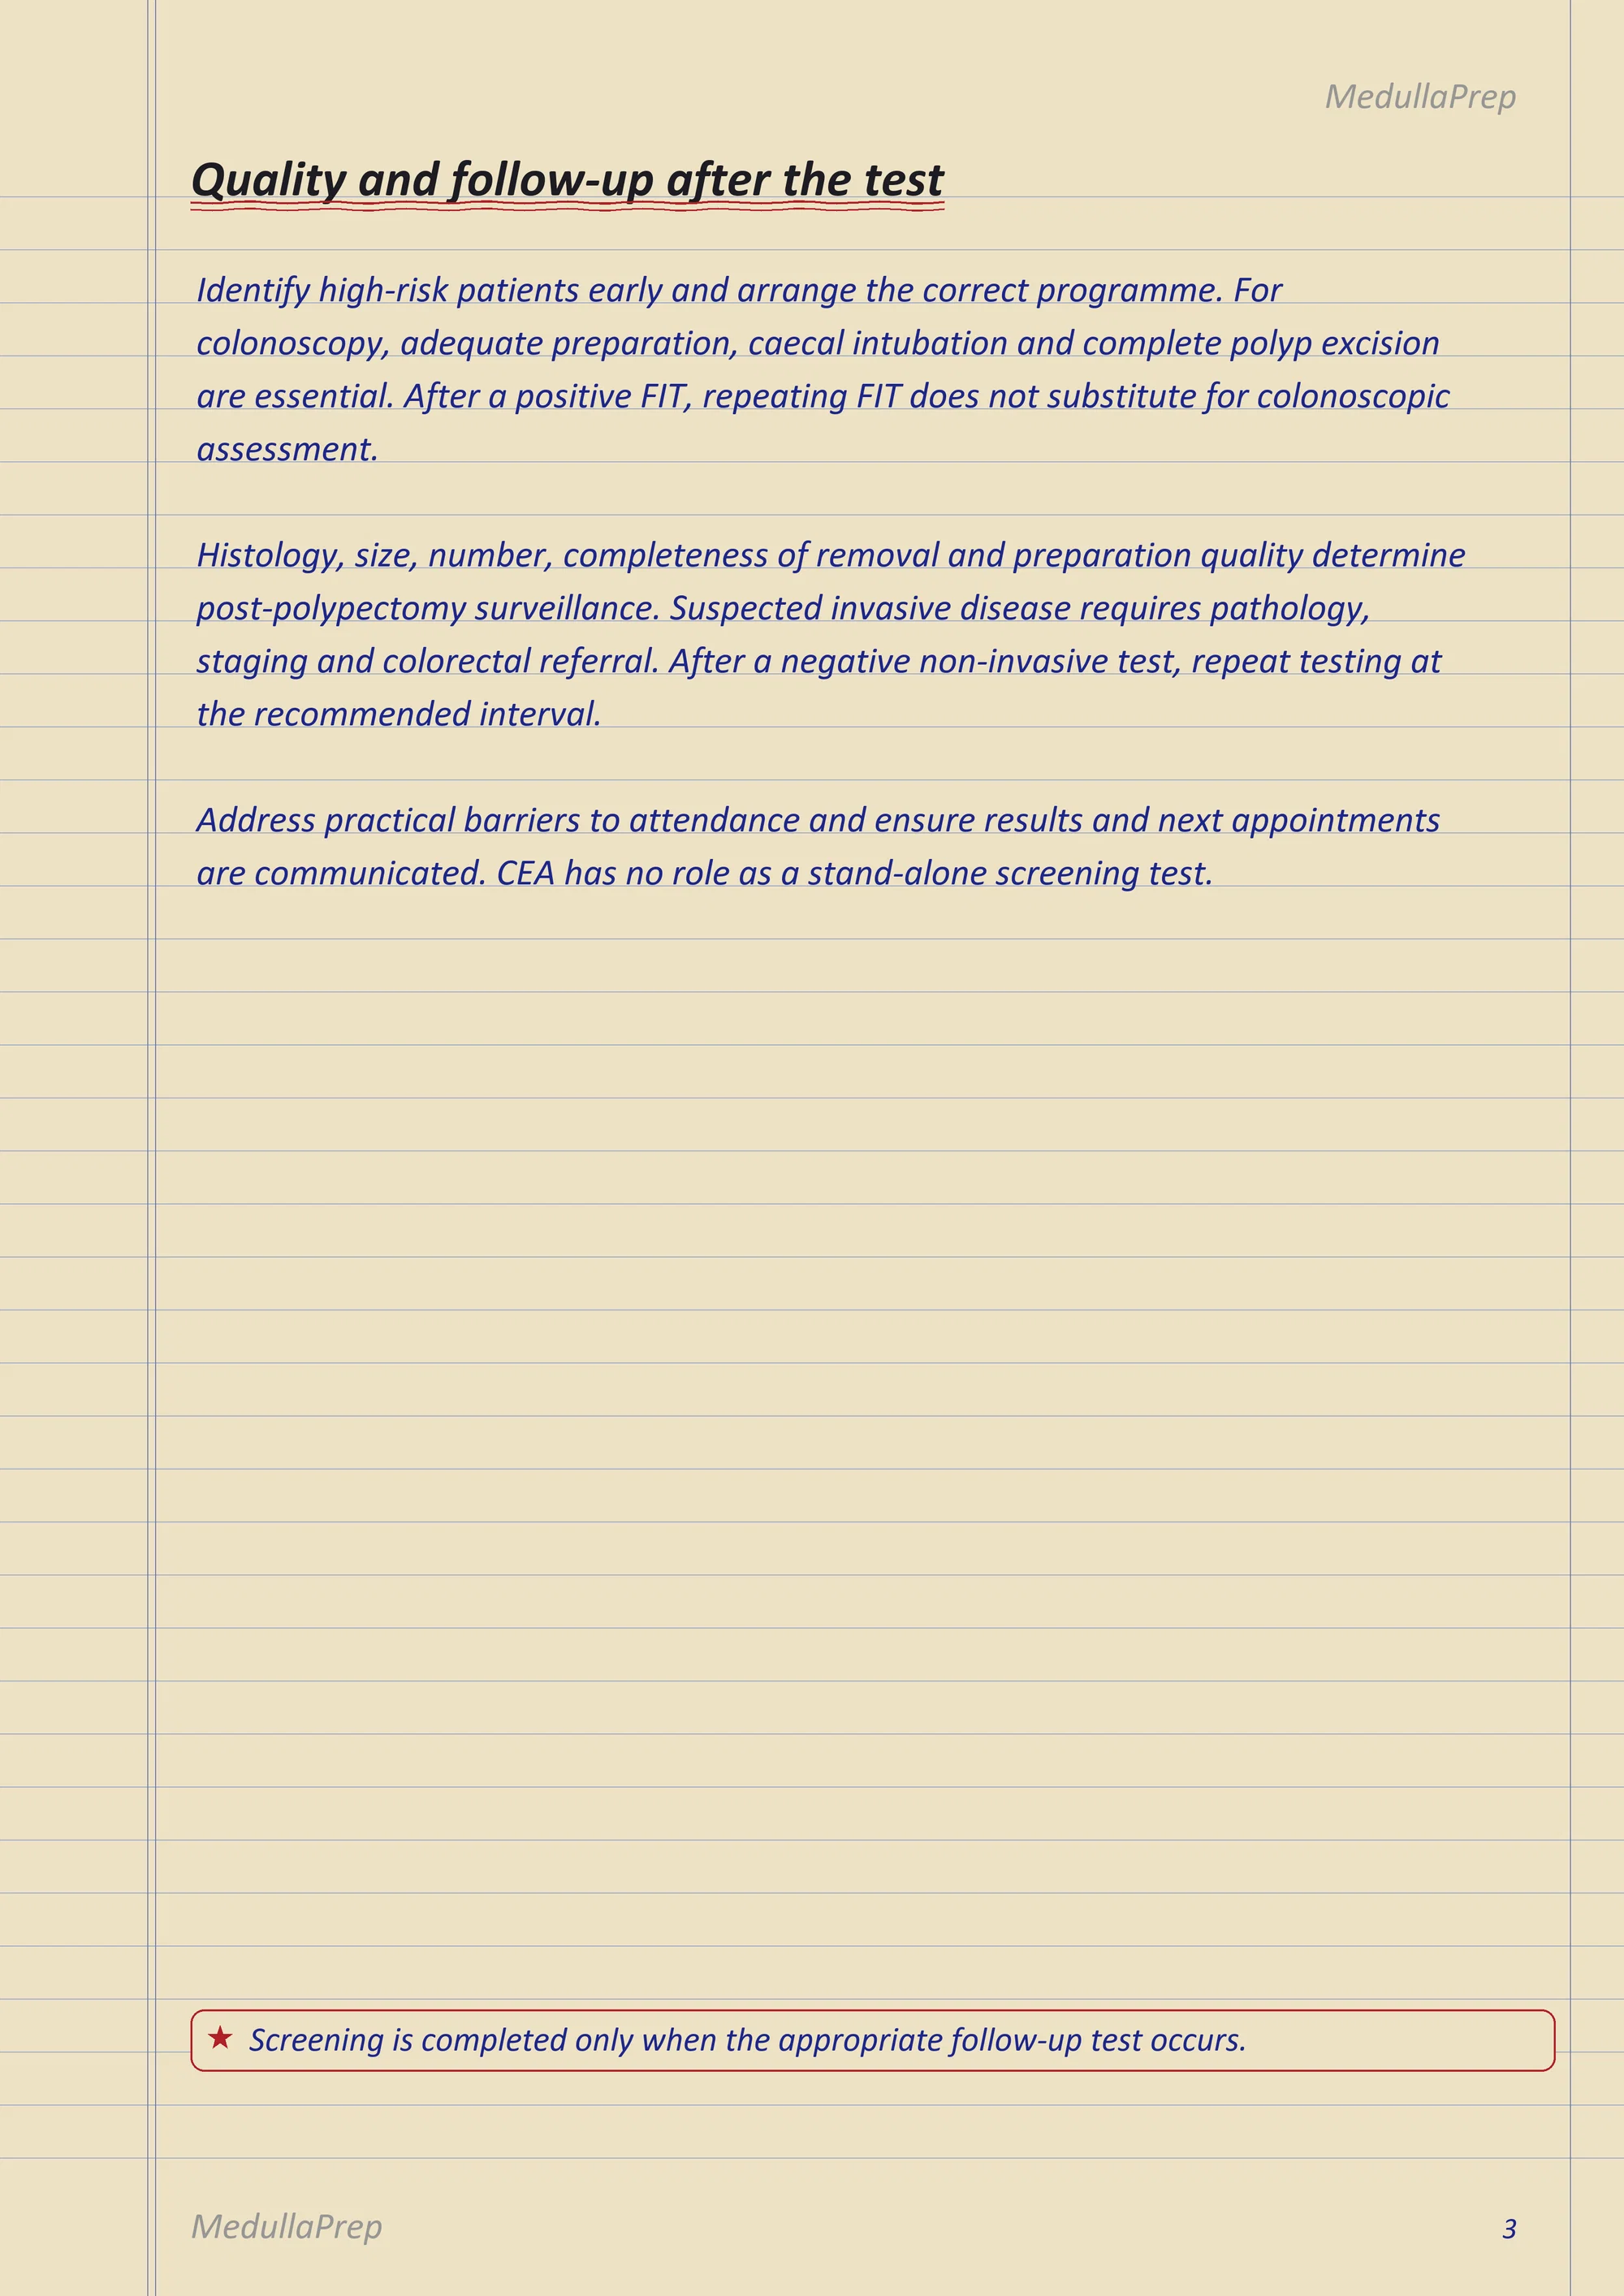 MedullaPrep
Quality and follow-up after the test
Identify high-risk patients early and arrange the correct programme. For
colonoscopy, adequate preparation, caecal intubation and complete polyp excision
are essential. After a positive FIT, repeating FIT does not substitute for colonoscopic
assessment.
Histology, size, number, completeness of removal and preparation quality determine
post-polypectomy surveillance. Suspected invasive disease requires pathology,
staging and colorectal referral. After a negative non-invasive test, repeat testing at
the recommended interval.
Address practical barriers to attendance and ensure results and next appointments
are communicated. CEA has no role as a stand-alone screening test.
★ Screening is completed only when the appropriate follow-up test occurs.
MedullaPrep
3